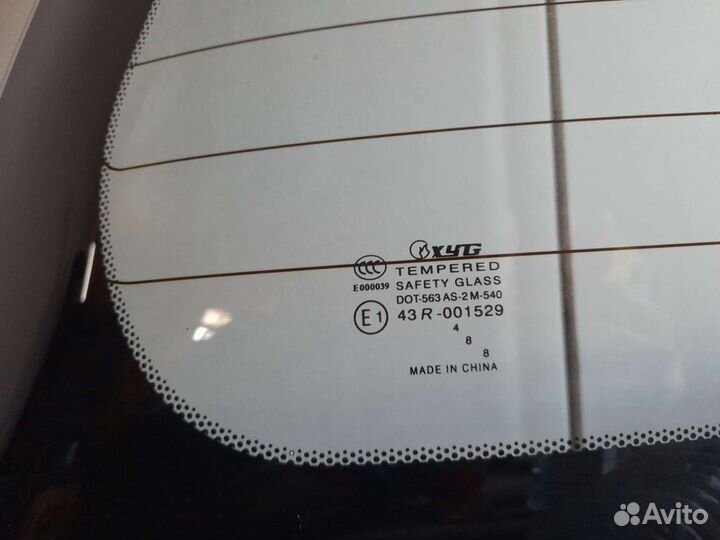 XYG
CCC TEMPERED
E000039 SAFETY GLASS
DOT-563 AS-2 M-540
E1 43 R -001529
4
8
8
MADE IN CHINA
Avito